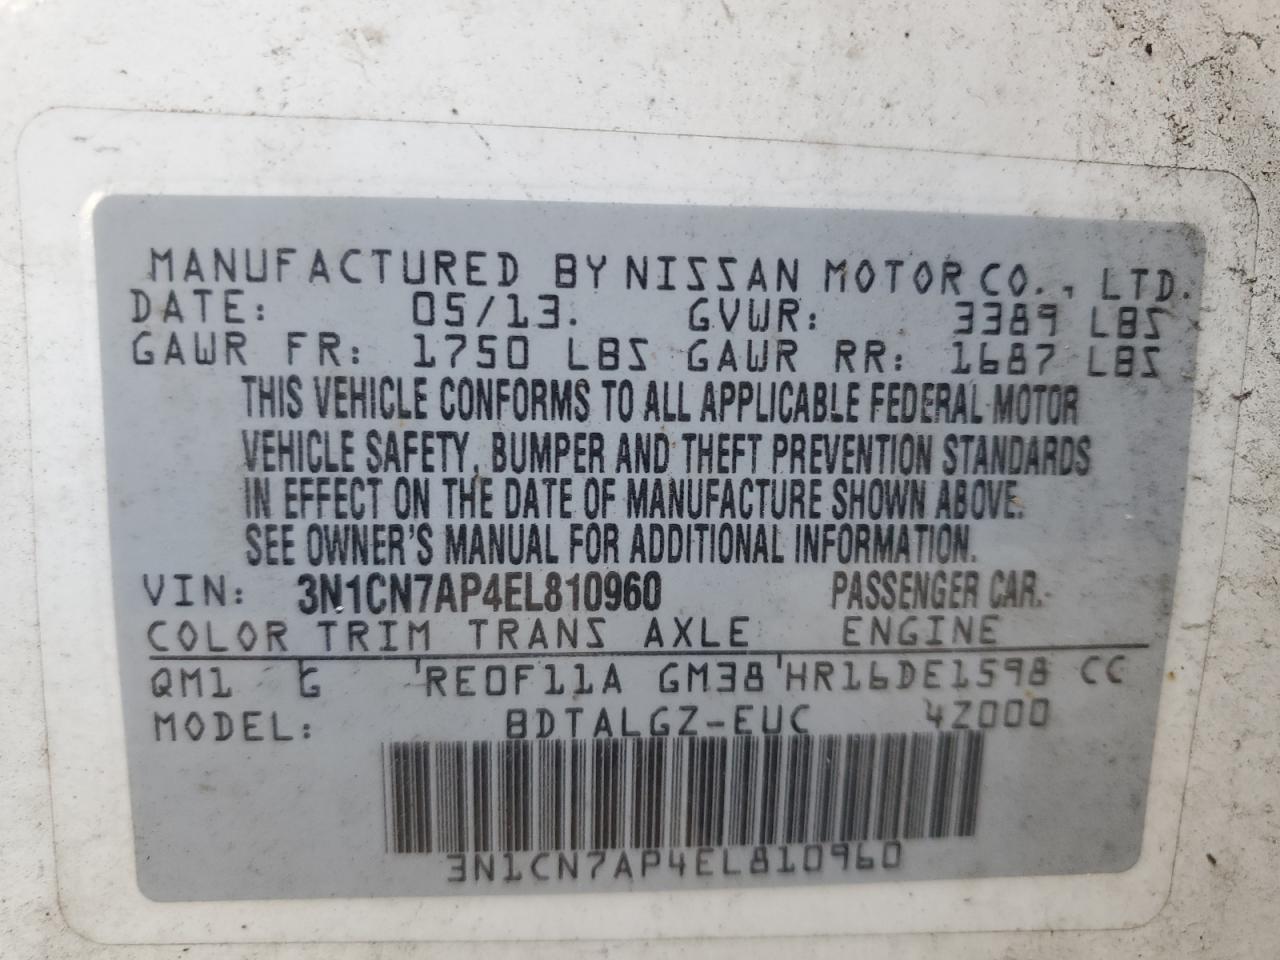 MANUFACTURED BY NISSAN MOTOR CO., LTD.
DATE: 05/13. GVWR: 3389 LBS
GAWR FR: 1750 LBS GAWR RR: 1687 LBS
THIS VEHICLE CONFORMS TO ALL APPLICABLE FEDERAL MOTOR
VEHICLE SAFETY, BUMPER AND THEFT PREVENTION STANDARDS
IN EFFECT ON THE DATE OF MANUFACTURE SHOWN ABOVE.
SEE OWNER'S MANUAL FOR ADDITIONAL INFORMATION.
VIN: 3N1CN7AP4EL810960 PASSENGER CAR.
COLOR TRIM TRANS AXLE ENGINE
QM1 G 'RE0F11A GM38'HR16DE1598 CC
MODEL: BDTALGZ-EUC 4Z000
3N1CN7AP4EL810960